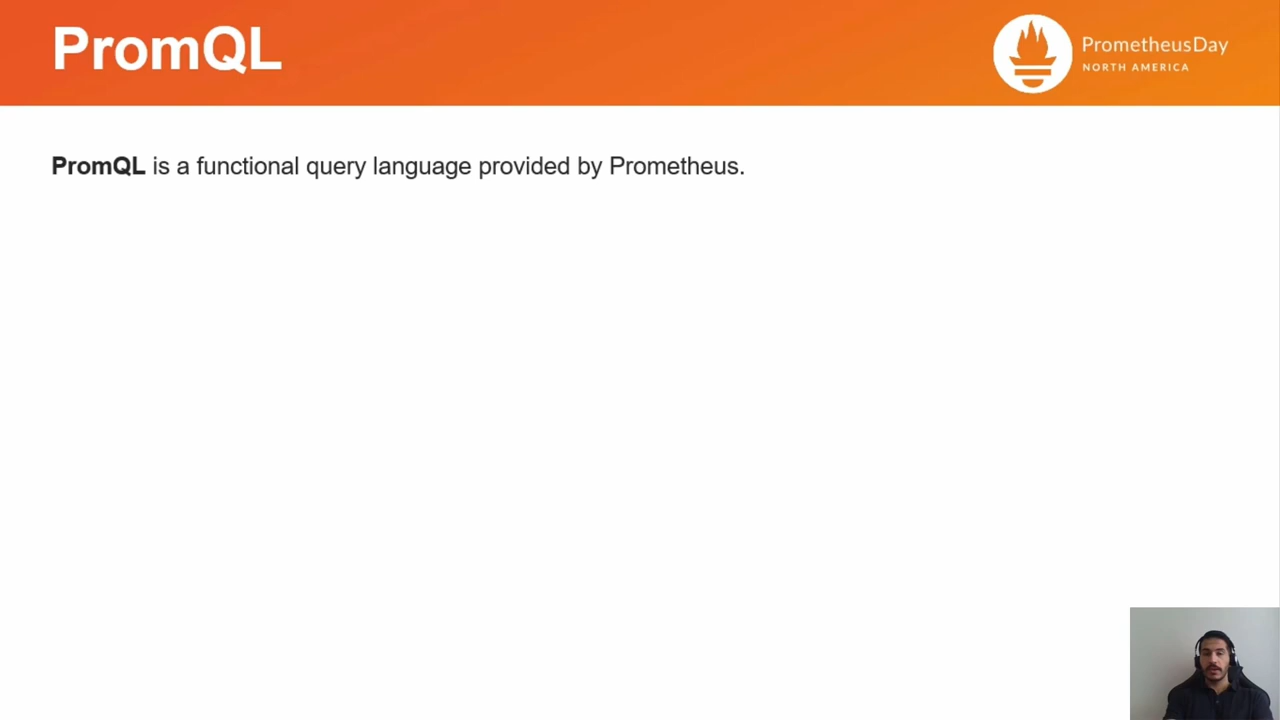 PromQL
PrometheusDay
NORTH AMERICA
PromQL is a functional query language provided by Prometheus.